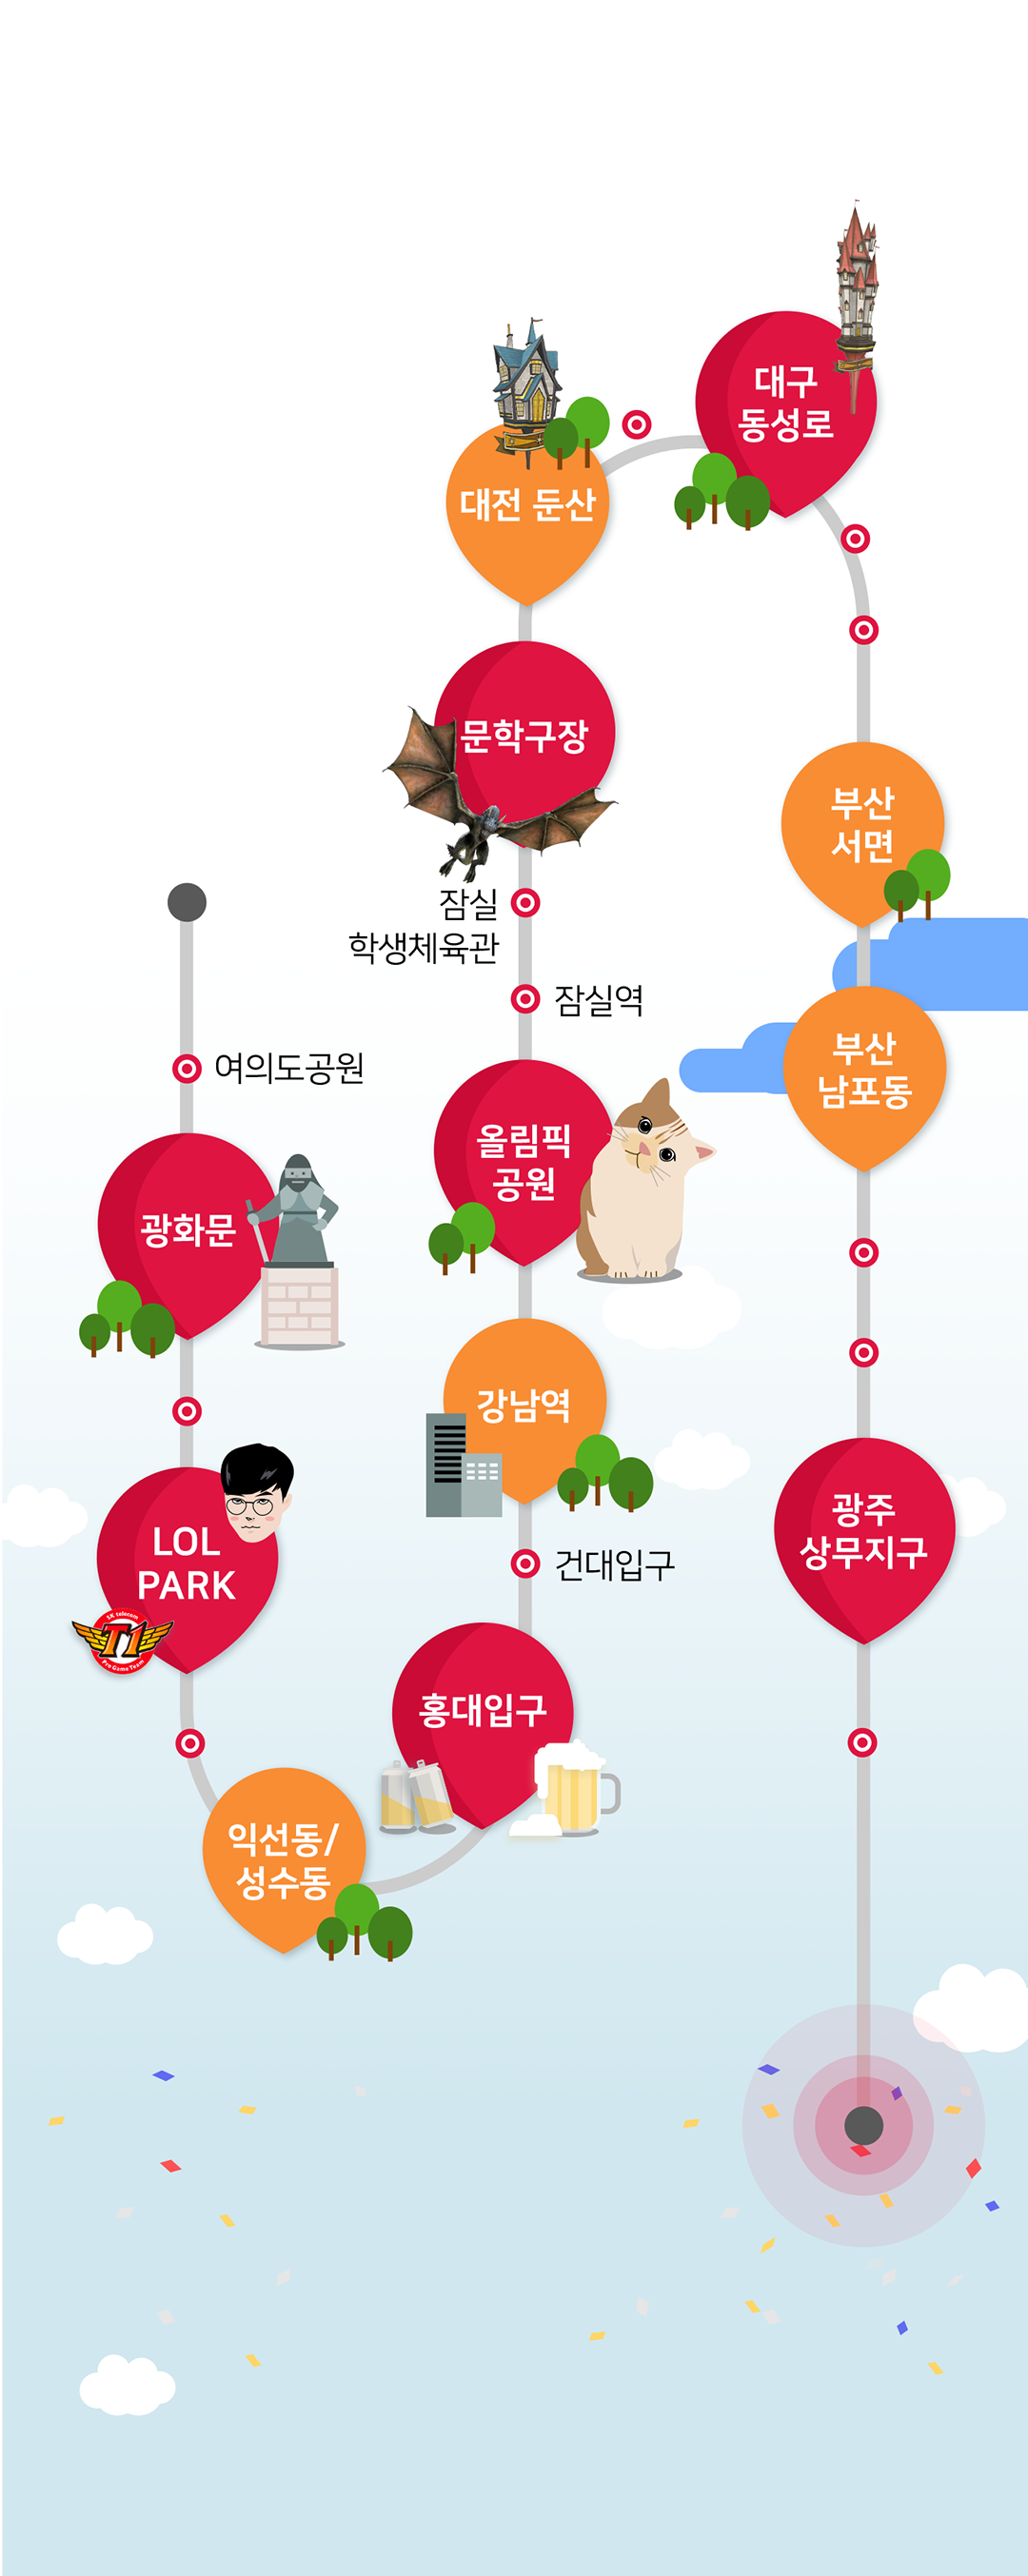 여의도공원
광화문
LOL
PARK
SK telecom
T1
Pro Game Team
익선동/
성수동
홍대입구
건대입구
강남역
올림픽
공원
잠실역
잠실
학생체육관
문학구장
대전 둔산
대구
동성로
부산
서면
부산
남포동
광주
상무지구